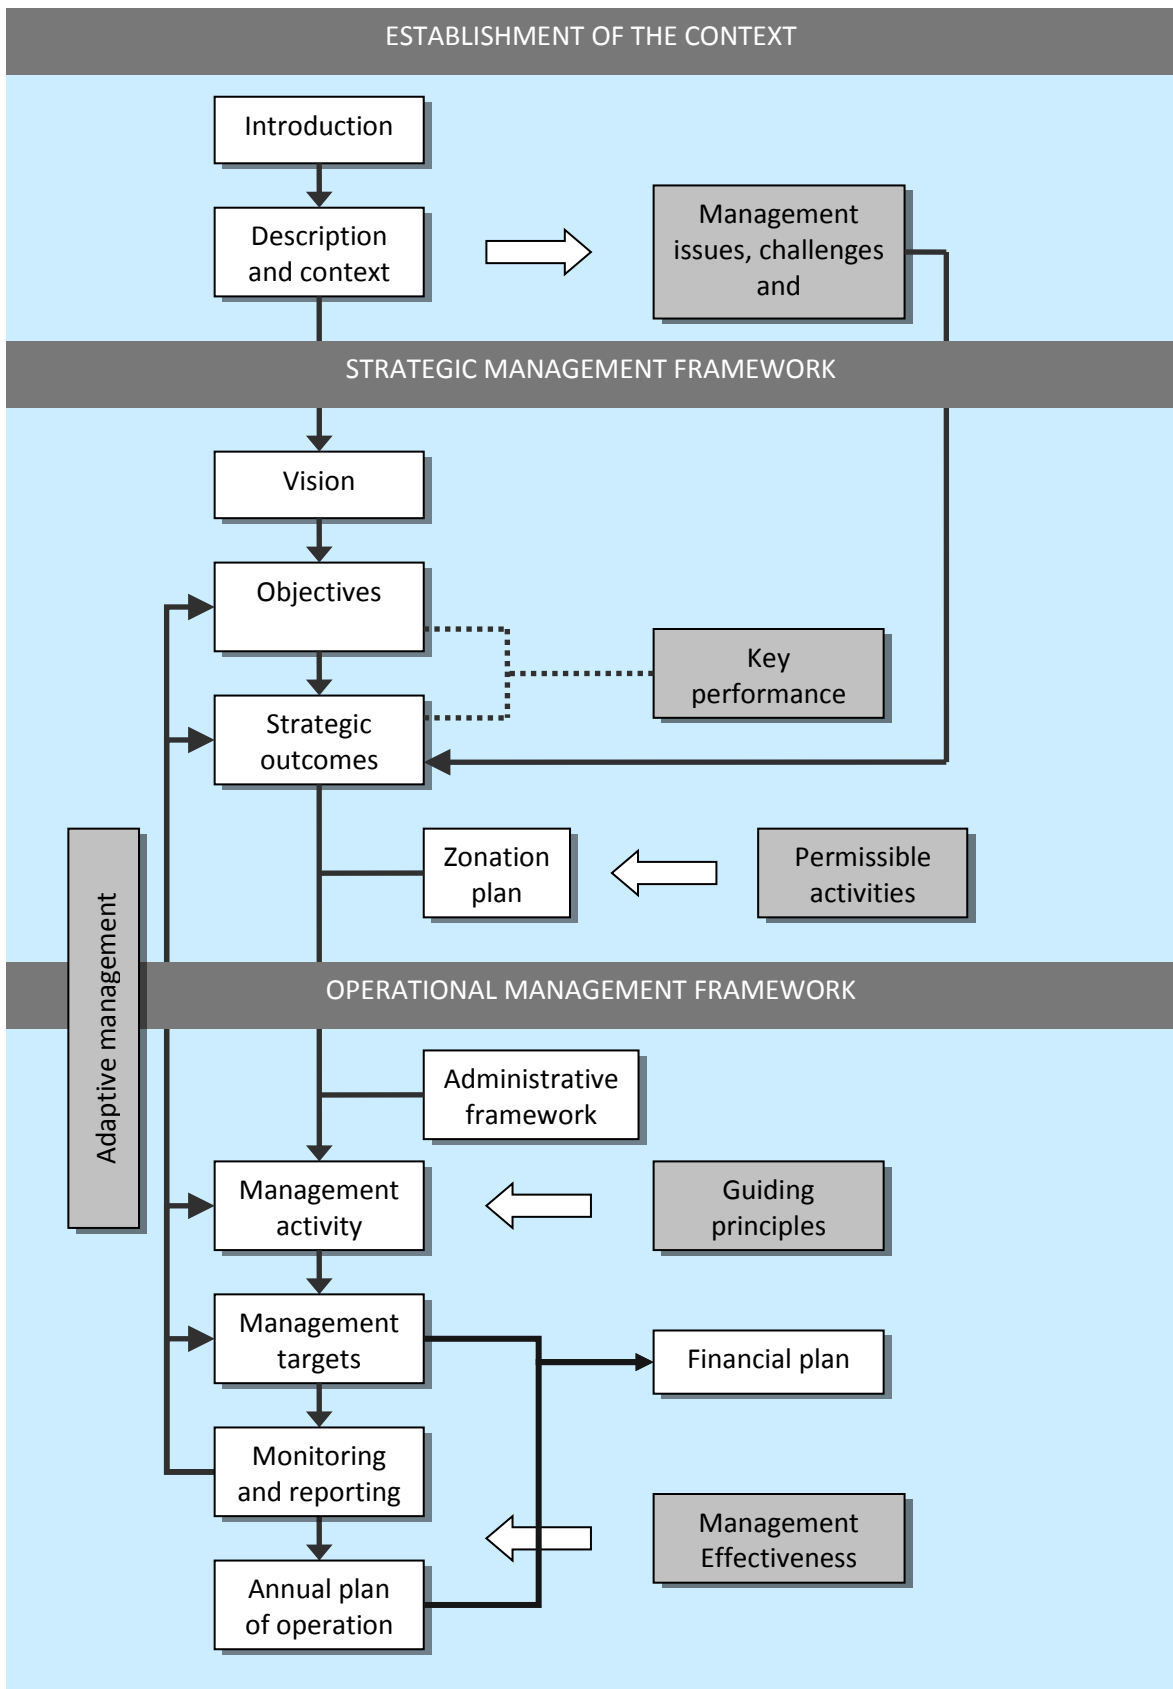 ESTABLISHMENT OF THE CONTEXT
Introduction
Description
and context
Management
issues, challenges
and
STRATEGIC MANAGEMENT FRAMEWORK
Vision
Objectives
Key
performance
Strategic
outcomes
Zonation
plan
Permissible
activities
Adaptive management
OPERATIONAL MANAGEMENT FRAMEWORK
Administrative
framework
Management
activity
Guiding
principles
Management
targets
Financial plan
Monitoring
and reporting
Management
Effectiveness
Annual plan
of operation